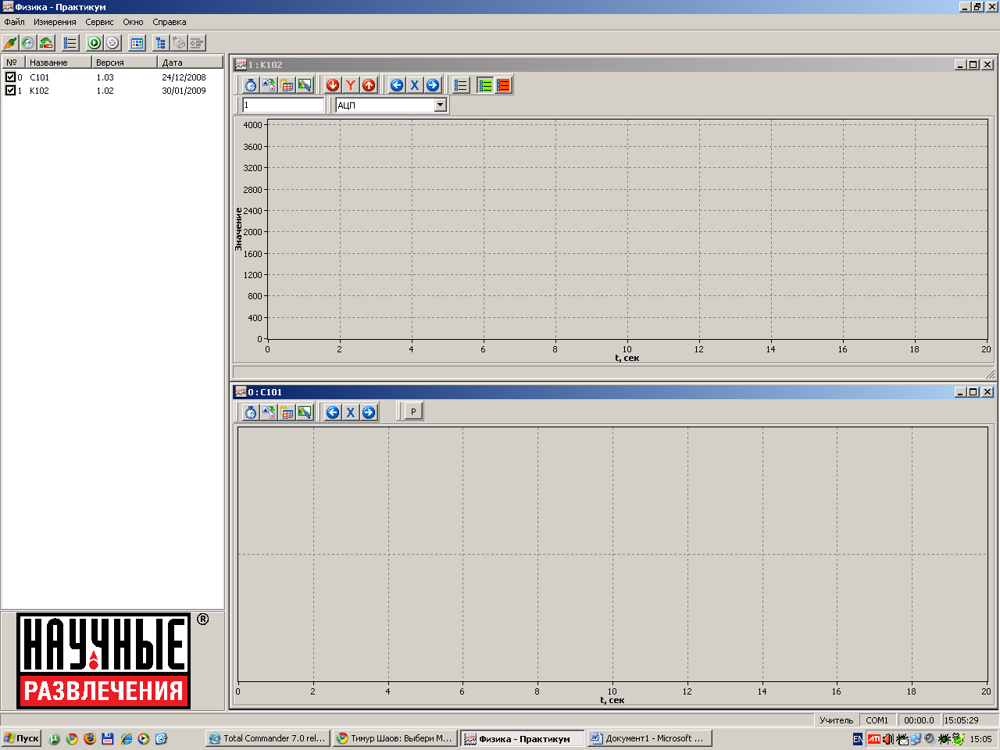 Физика - Практикум
Файл Измерения Сервис Окно Справка
№ Название Версия Дата
0 C101 1.03 24/12/2008
1 K102 1.02 30/01/2009
1 : K102
Y X
1 АЦП
4000
3600
3200
2800
2400
2000
1600
1200
800
400
0
Значение
0 2 4 6 8 10 12 14 16 18 20
t, сек
0 : C101
X P
0 2 4 6 8 10 12 14 16 18 20
t, сек
НАУЧНЫЕ ®
РАЗВЛЕЧЕНИЯ
Учитель COM1 00:00.0 15:05:29
Пуск Total Commander 7.0 rel... Тимур Шаов: Выбери М... Физика - Практикум Документ1 - Microsoft ... EN ATI 15:05